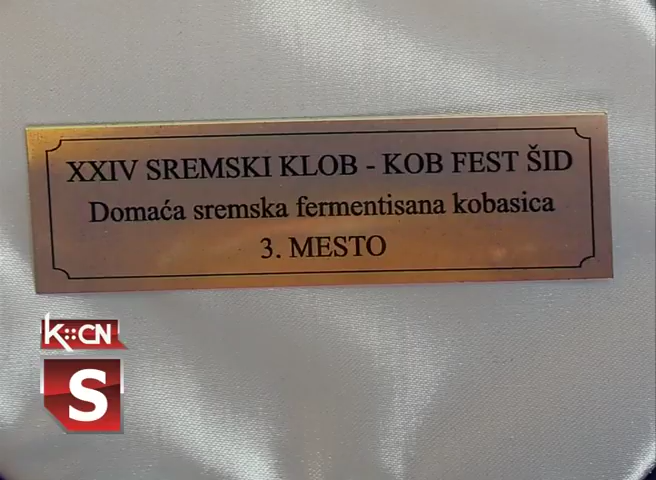 XXIV SREMSKI KLOB - KOB FEST ŠID
Domaća sremska fermentisana kobasica
3. MESTO
K::CN
S